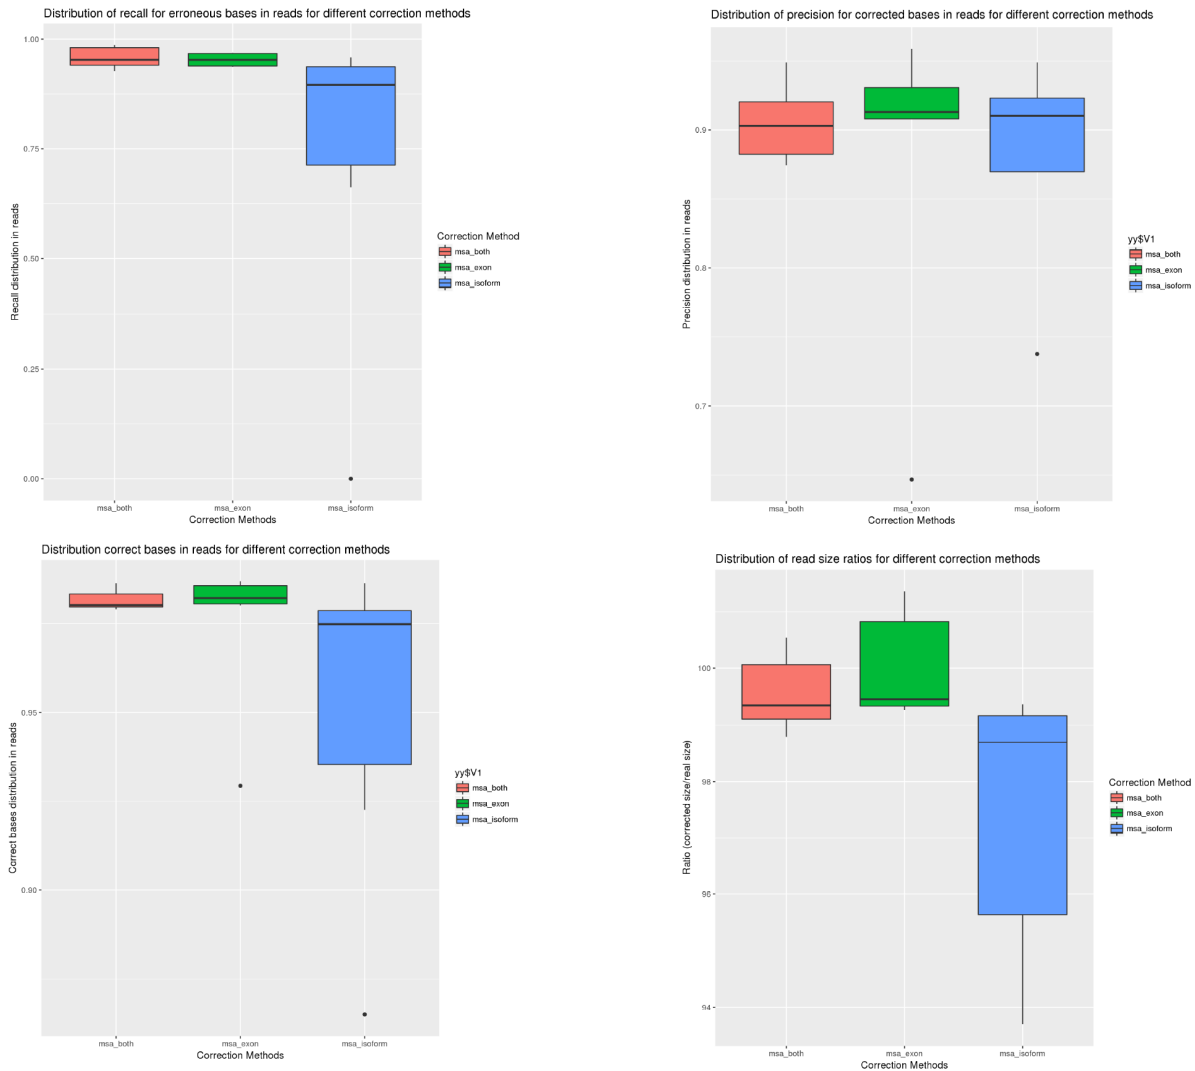 Distribution of recall for erroneous bases in reads for different correction methods
1.00
0.75
0.50
0.25
0.00
Recall distribution in reads
msa_both
msa_exon
msa_isoform
Correction Methods
Correction Method
msa_both
msa_exon
msa_isoform
Distribution of precision for corrected bases in reads for different correction methods
0.9
0.8
0.7
Precision distribution in reads
msa_both
msa_exon
msa_isoform
Correction Methods
yy$V1
msa_both
msa_exon
msa_isoform
Distribution correct bases in reads for different correction methods
0.95
0.90
Correct bases distribution in reads
msa_both
msa_exon
msa_isoform
Correction Methods
yy$V1
msa_both
msa_exon
msa_isoform
Distribution of read size ratios for different correction methods
100
98
96
94
Ratio (corrected size/real size)
msa_both
msa_exon
msa_isoform
Correction Methods
Correction Method
msa_both
msa_exon
msa_isoform